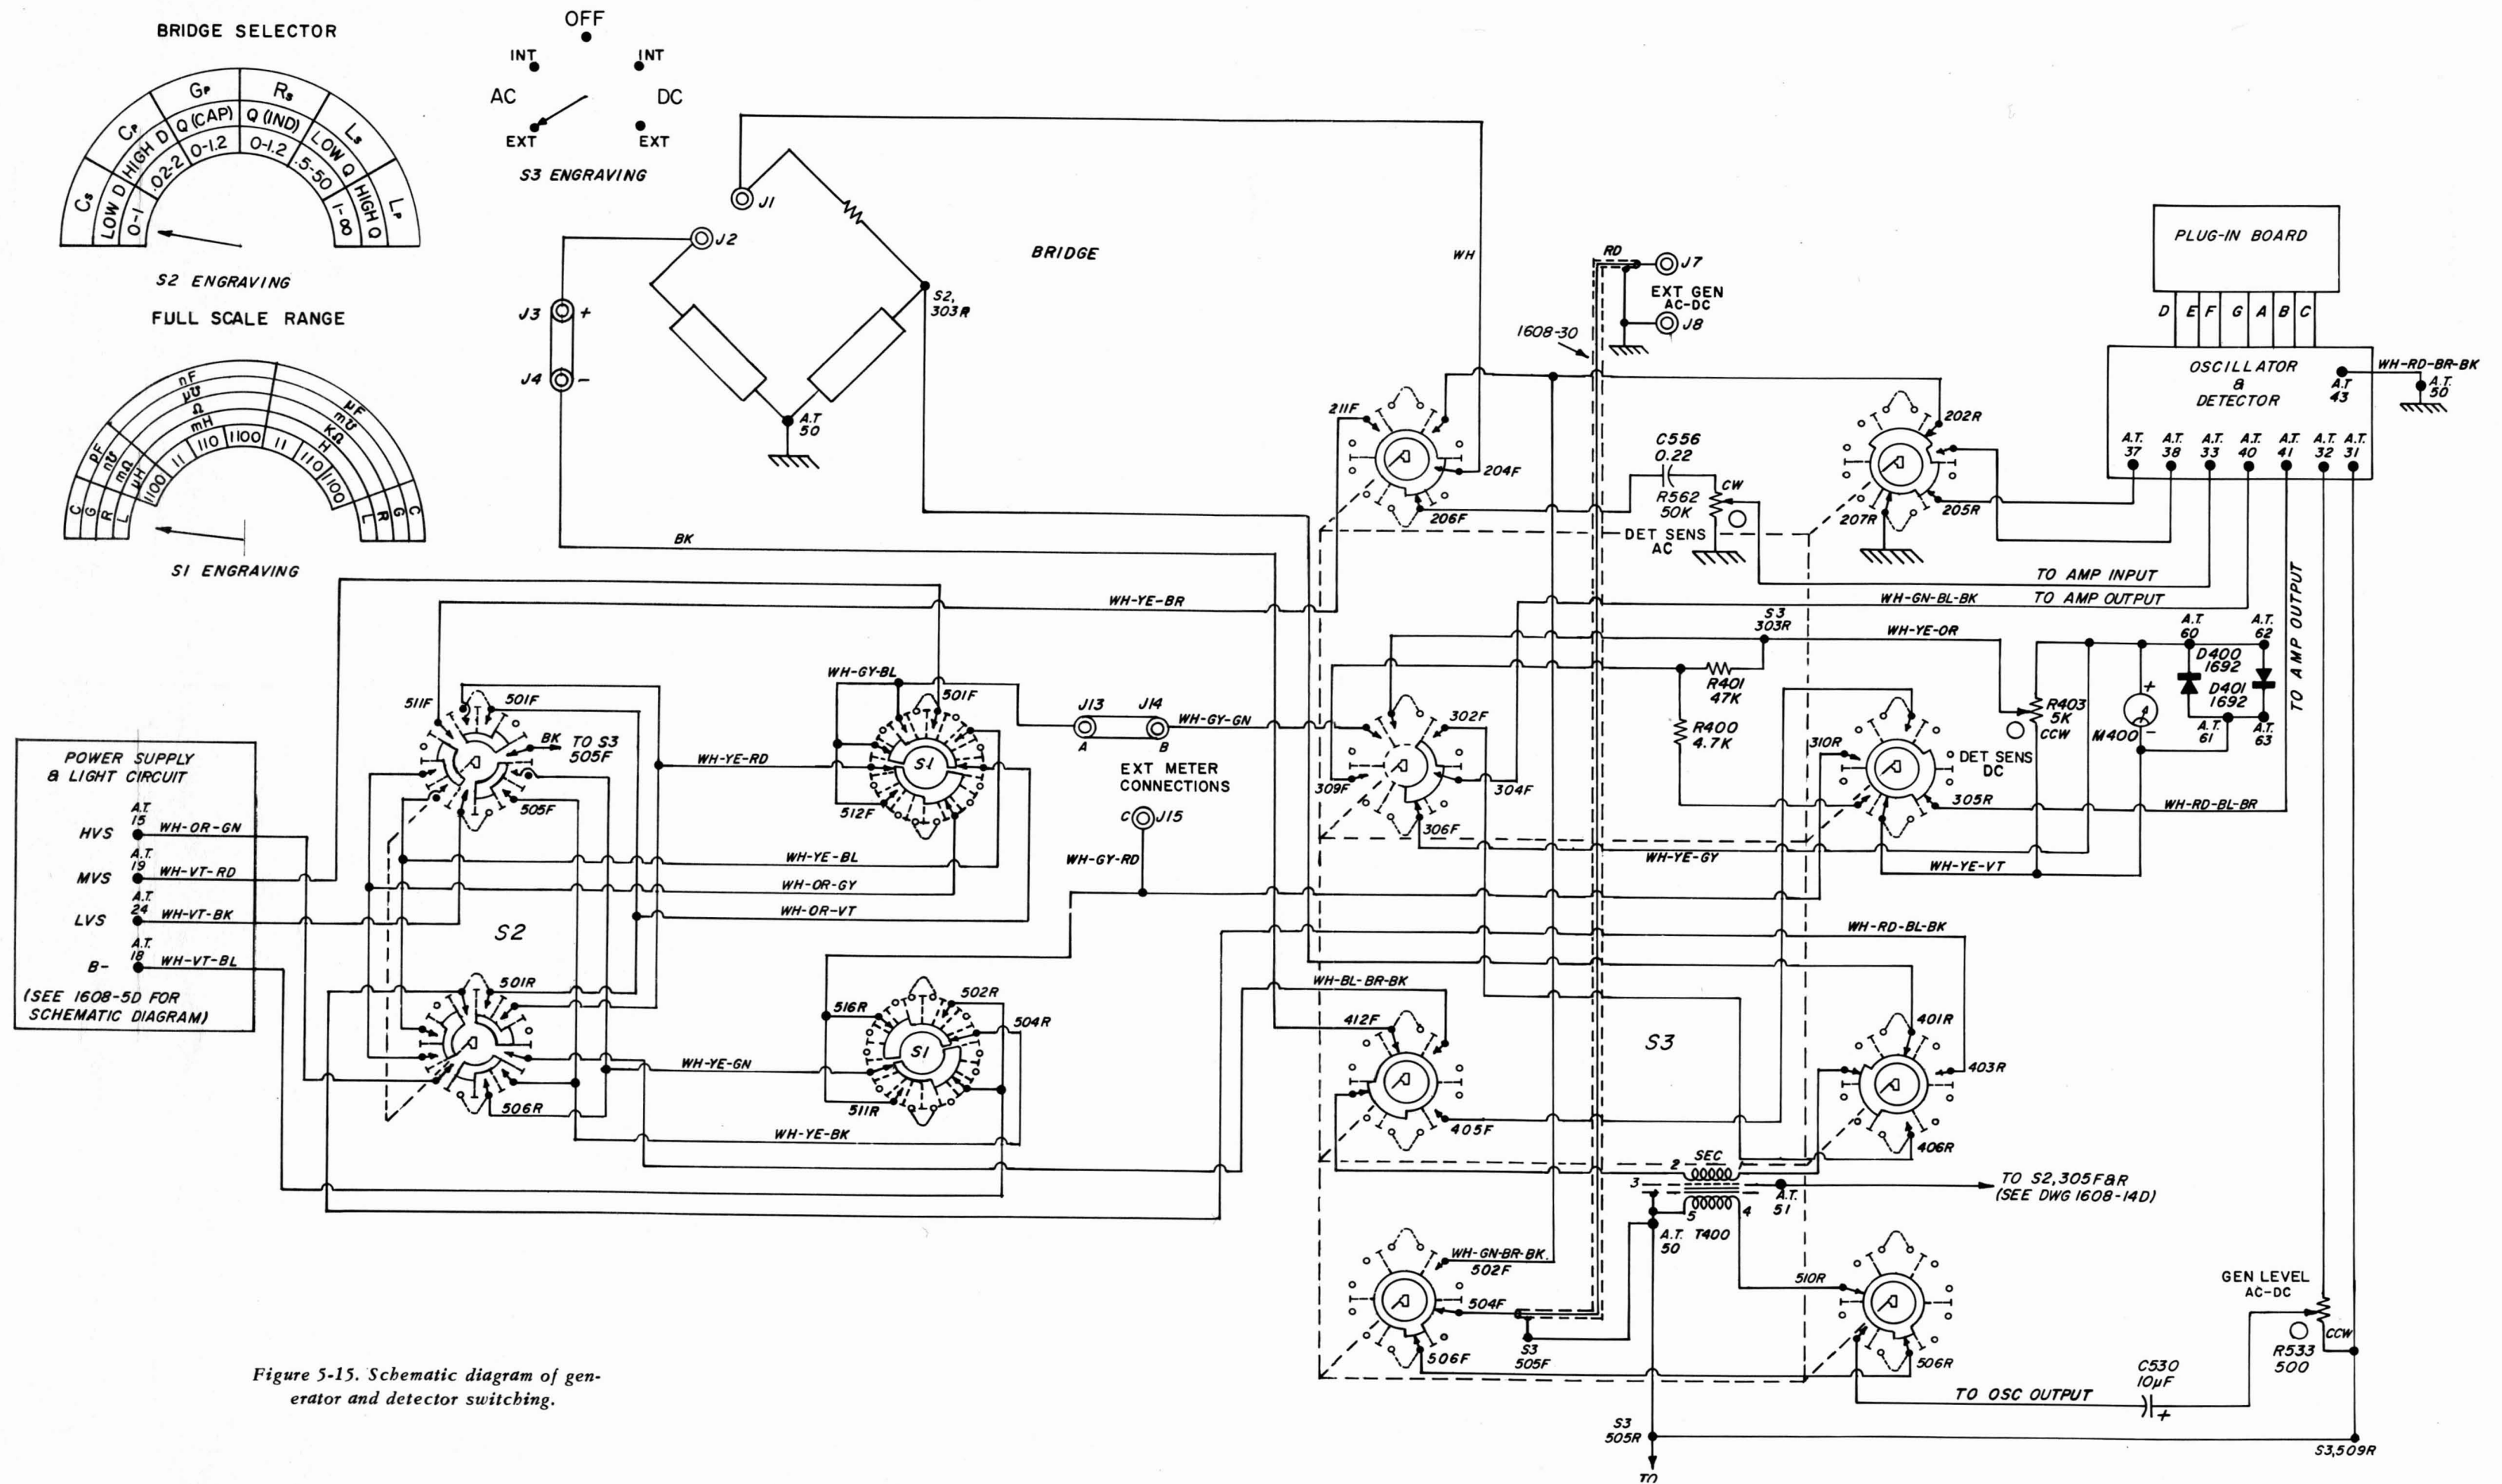 BRIDGE SELECTOR
Cs Cp Gp Rs Ls Lp
LOW D HIGH D Q (CAP) Q (IND) LOW Q HIGH Q
0-1 .02-2 0-1.2 0-1.2 .5-50 1-∞
S2 ENGRAVING
OFF
INT INT
AC DC
EXT EXT
S3 ENGRAVING
FULL SCALE RANGE
pF nF µF
n℧ µ℧ m℧
mΩ Ω KΩ
µH mH H
1100 11 110 1100 11 110 1100
C G R L L R G C
S1 ENGRAVING
J1
J2
J3 +
J4 -
BRIDGE
S2,
303R
A.T.
50
WH
BK
RD
J7
EXT GEN
AC-DC
J8
1608-30
PLUG-IN BOARD
D E F G A B C
OSCILLATOR
&
DETECTOR
A.T.
43
WH-RD-BR-BK
A.T.
50
A.T. A.T. A.T. A.T. A.T. A.T. A.T.
37 38 33 40 41 32 31
211F
204F
206F
C556
0.22
R562
50K
CW
DET SENS
AC
202R
205R
207R
TO AMP INPUT
WH-GN-BL-BK TO AMP OUTPUT
TO AMP OUTPUT
WH-YE-BR
S3
303R
WH-YE-OR
R401
47K
R400
4.7K
R403
5K
CCW
M400
+
-
A.T.
60
A.T.
62
D400
1692
D401
1692
A.T.
61
A.T.
63
302F
304F
306F
309F
310R
305R
DET SENS
DC
WH-RD-BL-BR
WH-YE-GY
WH-YE-VT
511F
501F
BK TO S3
505F
505F
WH-YE-RD
WH-GY-BL
501F
S1
512F
J13 J14
A B
WH-GY-GN
EXT METER
CONNECTIONS
C J15
WH-GY-RD
WH-YE-BL
WH-OR-GY
WH-OR-VT
POWER SUPPLY
& LIGHT CIRCUIT
A.T.
15
HVS WH-OR-GN
A.T.
19
MVS WH-VT-RD
A.T.
24
LVS WH-VT-BK
A.T.
18
B- WH-VT-BL
(SEE 1608-5D FOR
SCHEMATIC DIAGRAM)
S2
501R
506R
WH-YE-GN
WH-YE-BK
516R
502R
504R
S1
511R
WH-RD-BL-BK
WH-BL-BR-BK
412F
405F
S3
401R
403R
406R
SEC
2
3
5
4
A.T.
51
A.T. T400
50
TO S2,305F&R
(SEE DWG 1608-14D)
WH-GN-BR-BK
502F
504F
506F
S3
505F
510R
506R
GEN LEVEL
AC-DC
CCW
R533
500
C530
10µF
+
TO OSC OUTPUT
S3
505R
S3,509R
TO
Figure 5-15. Schematic diagram of gen-
erator and detector switching.